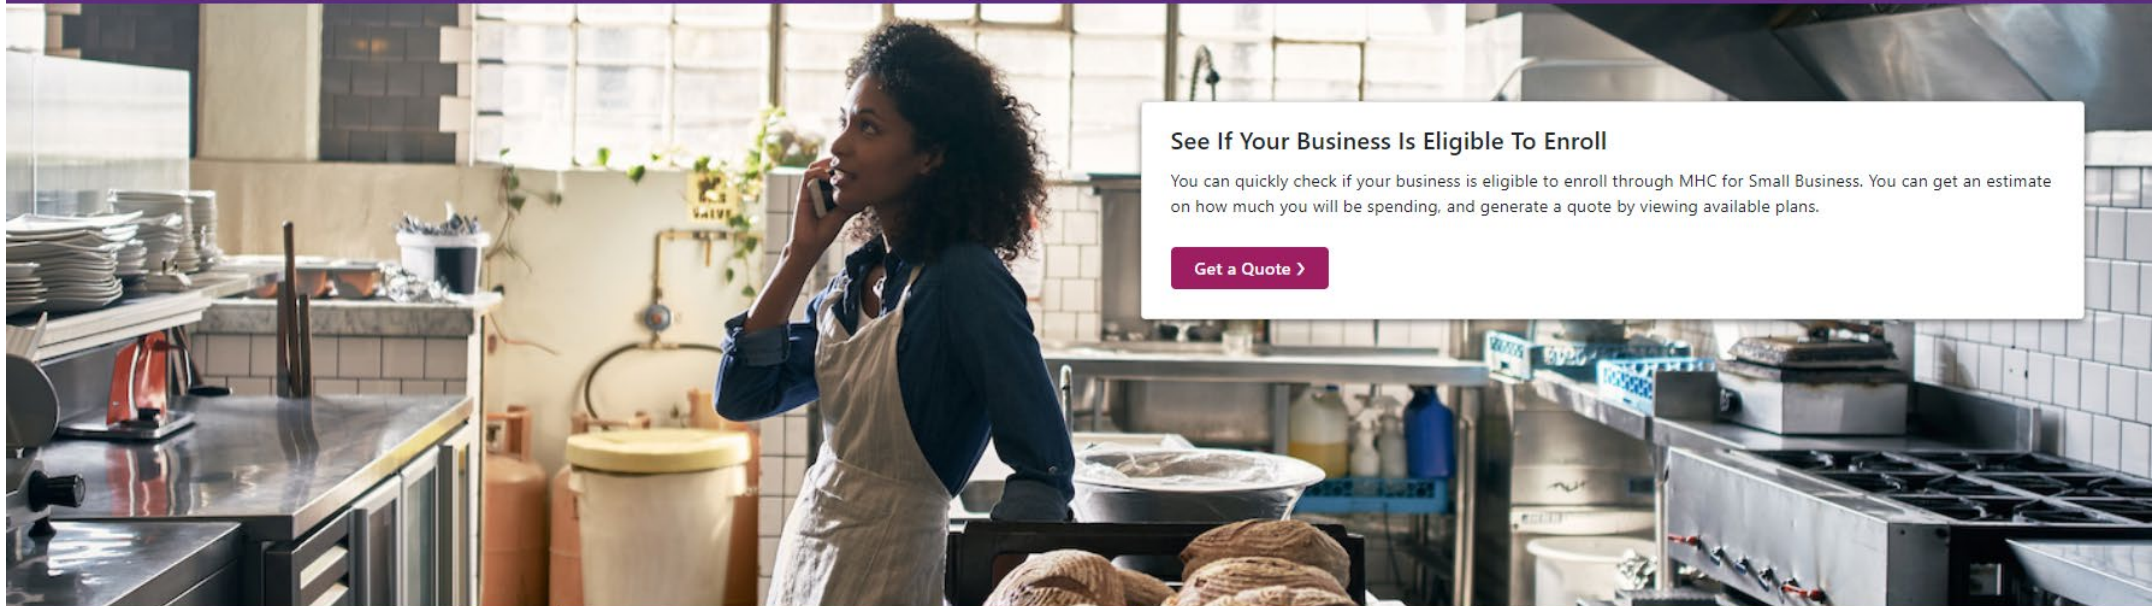 See If Your Business Is Eligible To Enroll
You can quickly check if your business is eligible to enroll through MHC for Small Business. You can get an estimate
on how much you will be spending, and generate a quote by viewing available plans.
Get a Quote ❯